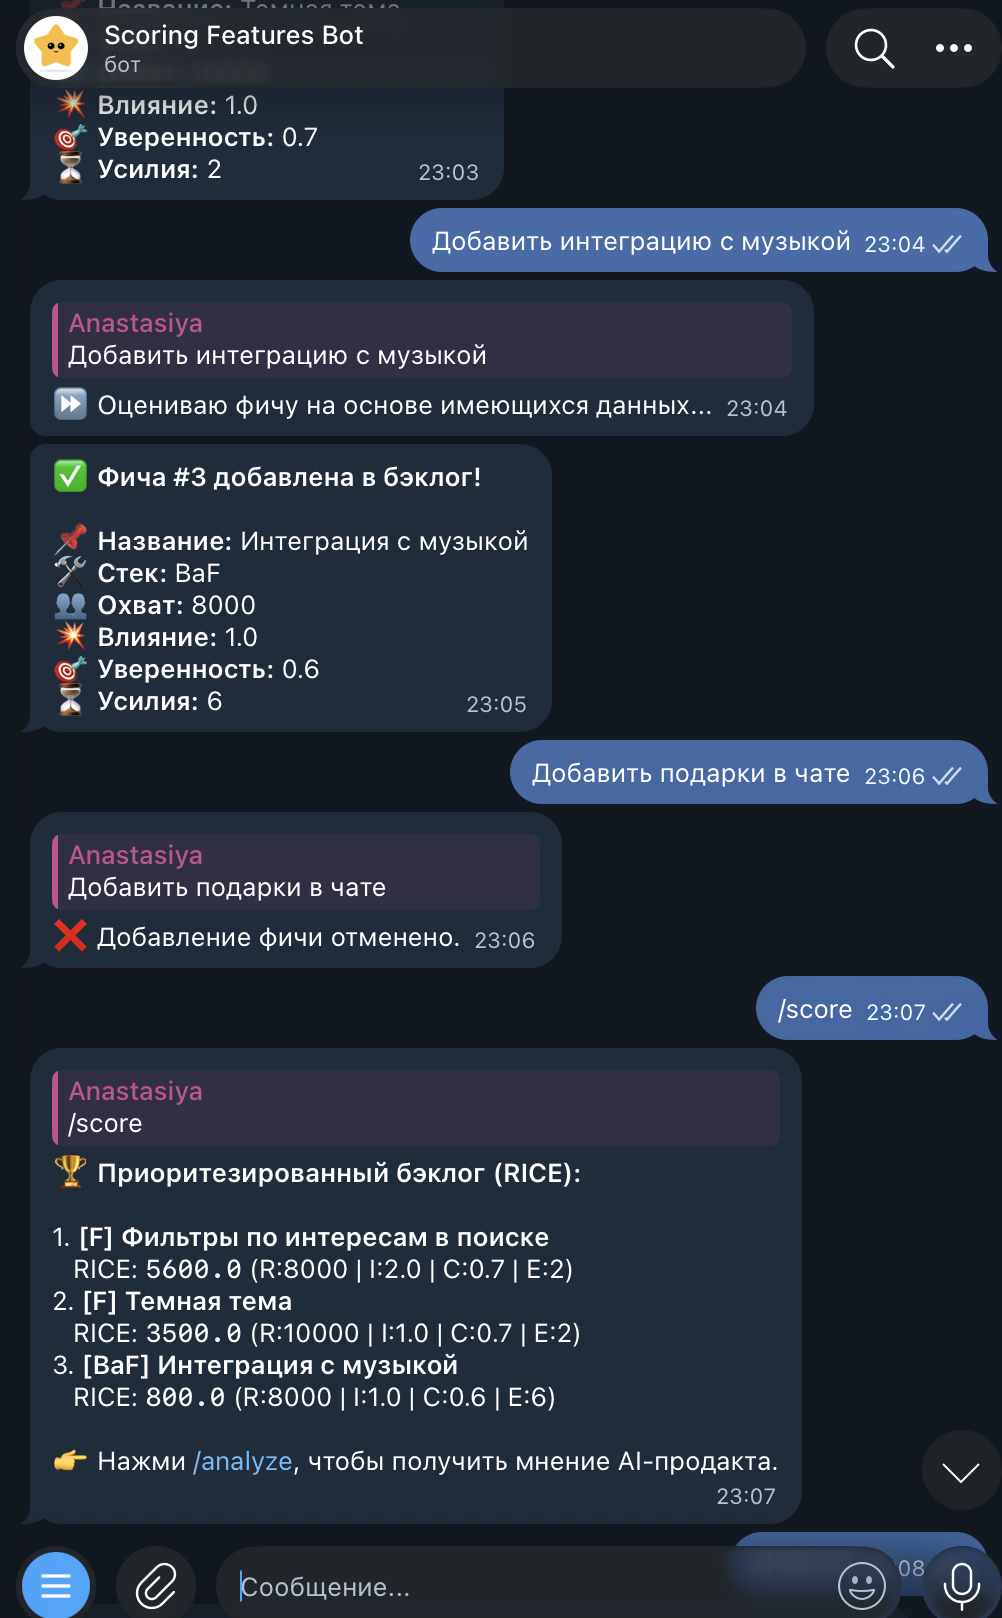 Название: Темная тема
Scoring Features Bot
бот
Влияние: 1.0
Уверенность: 0.7
Усилия: 2
23:03
Добавить интеграцию с музыкой 23:04
Anastasiya
Добавить интеграцию с музыкой
Оцениваю фичу на основе имеющихся данных... 23:04
Фича #3 добавлена в бэклог!
Название: Интеграция с музыкой
Стек: BaF
Охват: 8000
Влияние: 1.0
Уверенность: 0.6
Усилия: 6
23:05
Добавить подарки в чате 23:06
Anastasiya
Добавить подарки в чате
Добавление фичи отменено. 23:06
/score 23:07
Anastasiya
/score
Приоритезированный бэклог (RICE):
1. [F] Фильтры по интересам в поиске
RICE: 5600.0 (R:8000 | I:2.0 | C:0.7 | E:2)
2. [F] Темная тема
RICE: 3500.0 (R:10000 | I:1.0 | C:0.7 | E:2)
3. [BaF] Интеграция с музыкой
RICE: 800.0 (R:8000 | I:1.0 | C:0.6 | E:6)
Нажми /analyze, чтобы получить мнение AI-продакта.
23:07
08
Сообщение...